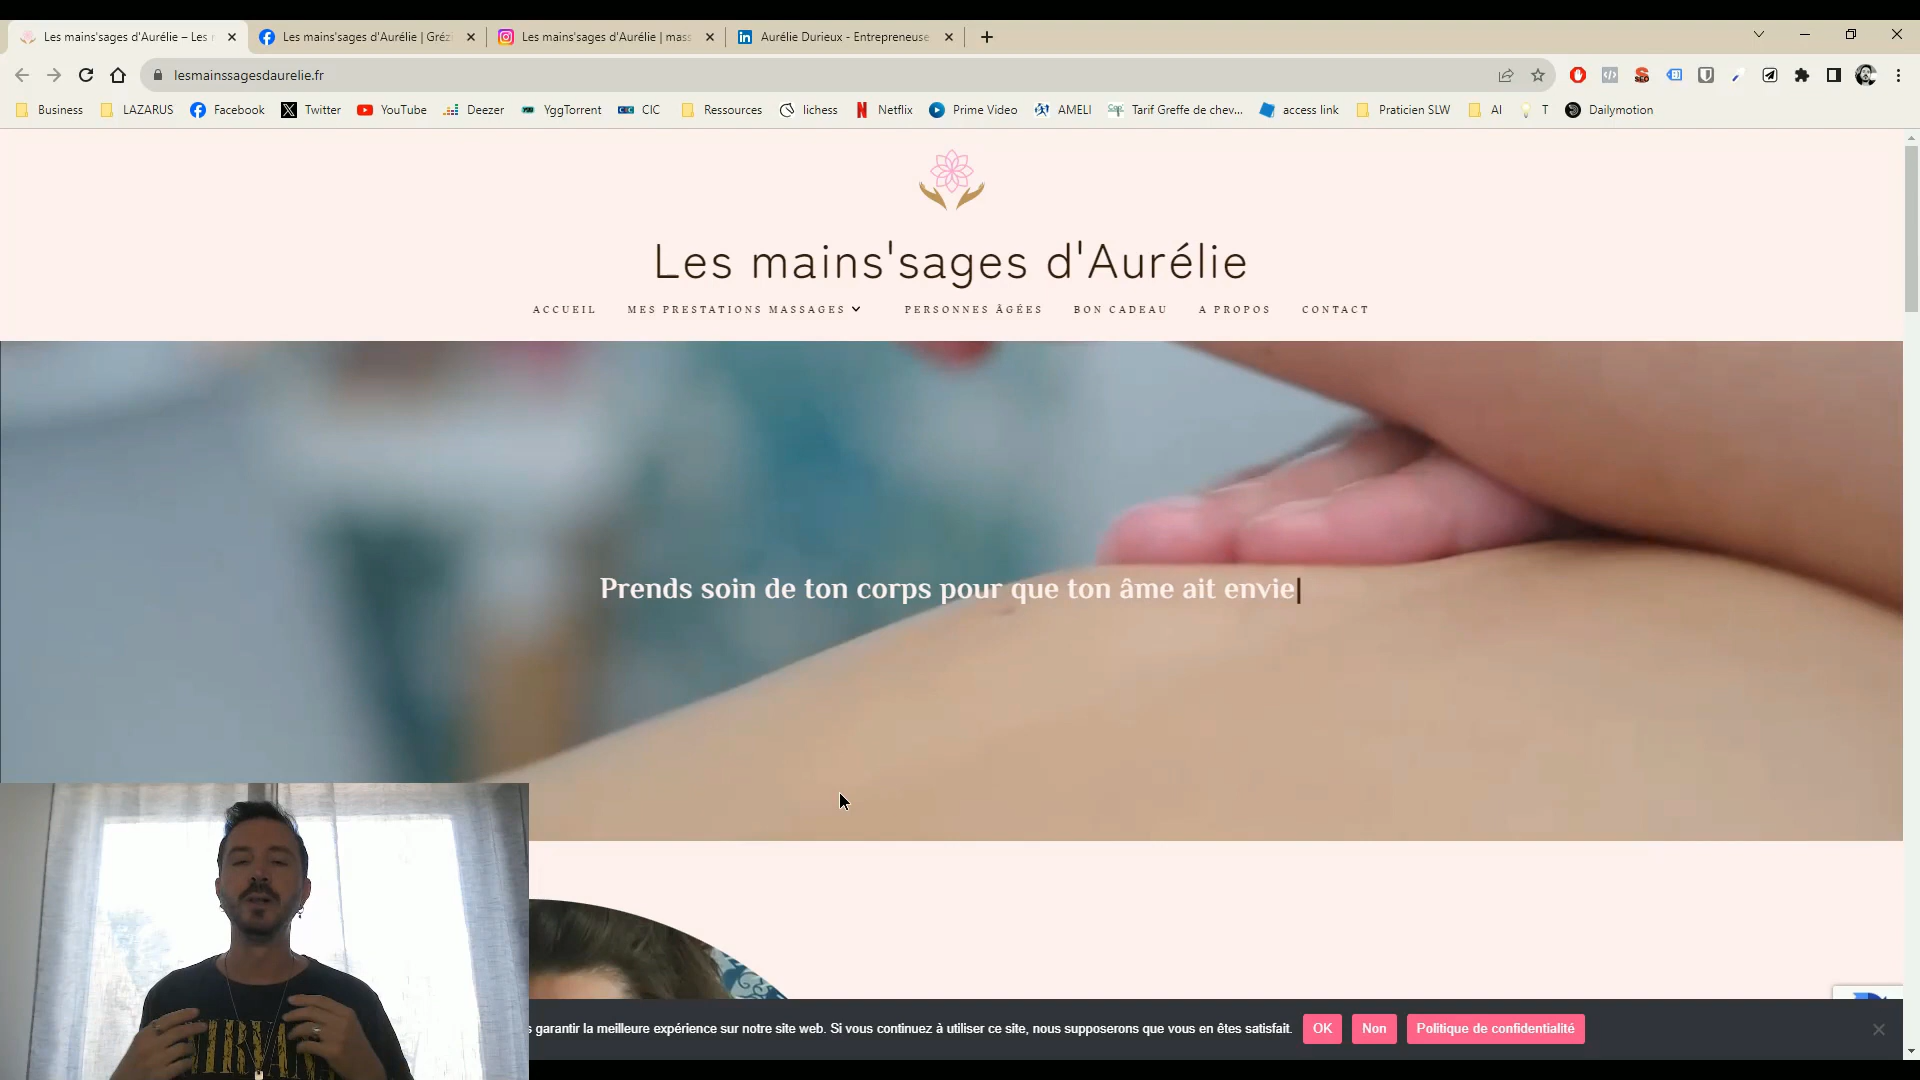 Les mains'sages d'Aurélie – Les
Les mains'sages d'Aurélie | Gréz
Les mains'sages d'Aurélie | mass
Aurélie Durieux - Entrepreneuse
lesmainssagesdaurelie.fr
Business
LAZARUS
Facebook
Twitter
YouTube
Deezer
YggTorrent
CIC
Ressources
lichess
Netflix
Prime Video
AMELI
Tarif Greffe de chev...
access link
Praticien SLW
AI
T
Dailymotion
Les mains'sages d'Aurélie
ACCUEIL
MES PRESTATIONS MASSAGES
PERSONNES ÂGÉES
BON CADEAU
A PROPOS
CONTACT
Prends soin de ton corps pour que ton âme ait envie
garantir la meilleure expérience sur notre site web. Si vous continuez à utiliser ce site, nous supposerons que vous en êtes satisfait.
OK
Non
Politique de confidentialité
NIRVANA